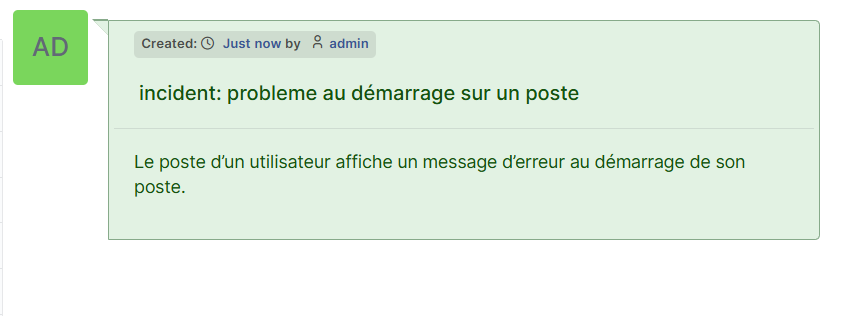 AD
Created: Just now by admin
incident: probleme au démarrage sur un poste
Le poste d’un utilisateur affiche un message d’erreur au démarrage de son
poste.